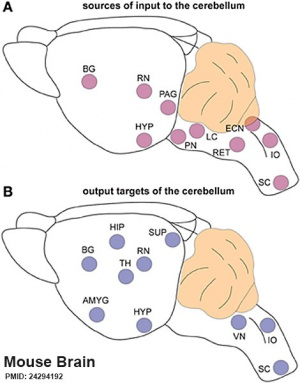 A
sources of input to the cerebellum
BG
RN
PAG
HYP
PN
LC
RET
ECN
IO
SC
B
output targets of the cerebellum
HIP
SUP
BG
RN
TH
AMYG
HYP
VN
IO
SC
Mouse Brain
PMID: 24294192